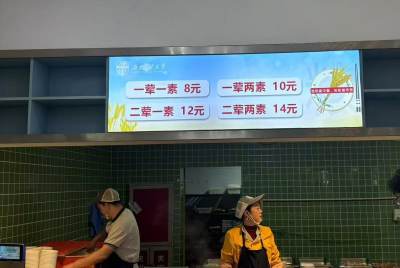 一荤一素 8元
一荤两素 10元
二荤一素 12元
二荤两素 14元